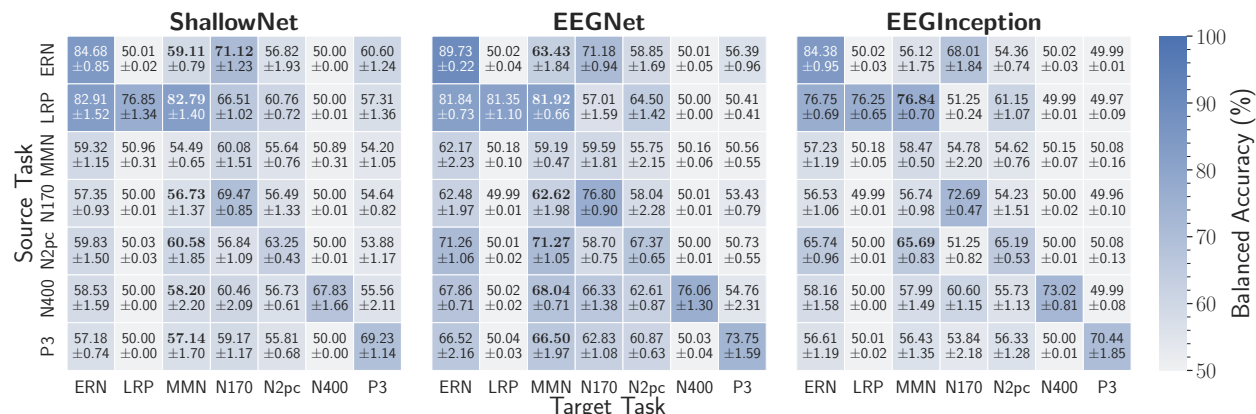 ShallowNet EEGNet EEGInception
ERN 84.68 50.01 59.11 71.12 56.82 50.00 60.60 89.73 50.02 63.43 71.18 58.85 50.01 56.39 84.38 50.02 56.12 68.01 54.36 50.02 49.99 100
±0.85 ±0.02 ±0.79 ±1.23 ±1.93 ±0.00 ±1.24 ±0.22 ±0.04 ±1.84 ±0.94 ±1.69 ±0.05 ±0.96 ±0.95 ±0.03 ±1.75 ±1.84 ±0.74 ±0.03 ±0.01
LRP 82.91 76.85 82.79 66.51 60.76 50.00 57.31 81.84 81.35 81.92 57.01 64.50 50.00 50.41 76.75 76.25 76.84 51.25 61.15 49.99 49.97 90
±1.52 ±1.34 ±1.40 ±1.02 ±0.72 ±0.01 ±1.36 ±0.73 ±1.10 ±0.66 ±1.59 ±1.42 ±0.00 ±0.41 ±0.69 ±0.65 ±0.70 ±0.24 ±1.07 ±0.01 ±0.09
MMN 59.32 50.96 54.49 60.08 55.64 50.89 54.20 62.17 50.18 59.19 59.59 55.75 50.16 50.56 57.23 50.18 58.47 50.78 54.62 50.15 50.08 80
±1.15 ±0.31 ±0.65 ±1.51 ±0.76 ±0.31 ±1.05 ±2.23 ±0.10 ±0.47 ±1.81 ±2.15 ±0.06 ±0.55 ±1.19 ±0.05 ±0.50 ±2.20 ±0.76 ±0.07 ±0.16
Source Task
N170 57.35 50.00 56.73 69.47 56.49 50.00 54.64 62.48 49.99 62.62 76.80 58.04 50.01 53.43 56.53 49.99 56.74 72.69 54.23 50.00 49.96
±0.93 ±0.01 ±1.37 ±0.85 ±1.33 ±0.01 ±0.82 ±1.97 ±0.01 ±1.98 ±0.90 ±2.28 ±0.01 ±0.79 ±1.06 ±0.01 ±0.98 ±0.47 ±1.51 ±0.02 ±0.10
N2pc 59.83 50.03 60.58 56.84 63.25 50.00 53.88 71.26 50.01 71.27 58.70 67.37 50.00 50.73 65.74 50.00 65.69 51.25 65.19 50.00 50.08 70
±1.50 ±0.03 ±1.85 ±1.09 ±0.43 ±0.01 ±1.17 ±1.06 ±0.02 ±1.05 ±0.75 ±0.65 ±0.01 ±0.55 ±0.96 ±0.01 ±0.83 ±0.82 ±0.53 ±0.01 ±0.13
N400 58.53 50.00 58.20 60.46 56.73 67.83 55.56 67.86 50.01 68.04 66.33 62.61 76.06 54.76 58.16 50.00 57.99 60.60 55.73 73.02 49.99 60
±1.59 ±0.00 ±2.20 ±2.09 ±0.61 ±1.66 ±2.11 ±0.71 ±0.02 ±0.71 ±1.38 ±0.87 ±1.30 ±2.31 ±1.58 ±0.00 ±1.49 ±1.15 ±1.13 ±0.81 ±0.08
P3 57.18 50.00 57.14 59.17 55.81 50.00 69.23 66.52 50.04 66.50 62.83 60.87 50.03 73.75 56.61 50.01 56.43 53.84 56.33 50.00 70.44 50
±0.74 ±0.00 ±1.70 ±1.17 ±0.68 ±0.00 ±1.14 ±2.16 ±0.03 ±1.97 ±1.08 ±0.63 ±0.04 ±1.59 ±1.19 ±0.02 ±1.35 ±2.18 ±1.28 ±0.01 ±1.85
Balanced Accuracy (%)
ERN LRP MMN N170 N2pc N400 P3 ERN LRP MMN N170 N2pc N400 P3 ERN LRP MMN N170 N2pc N400 P3
Target Task